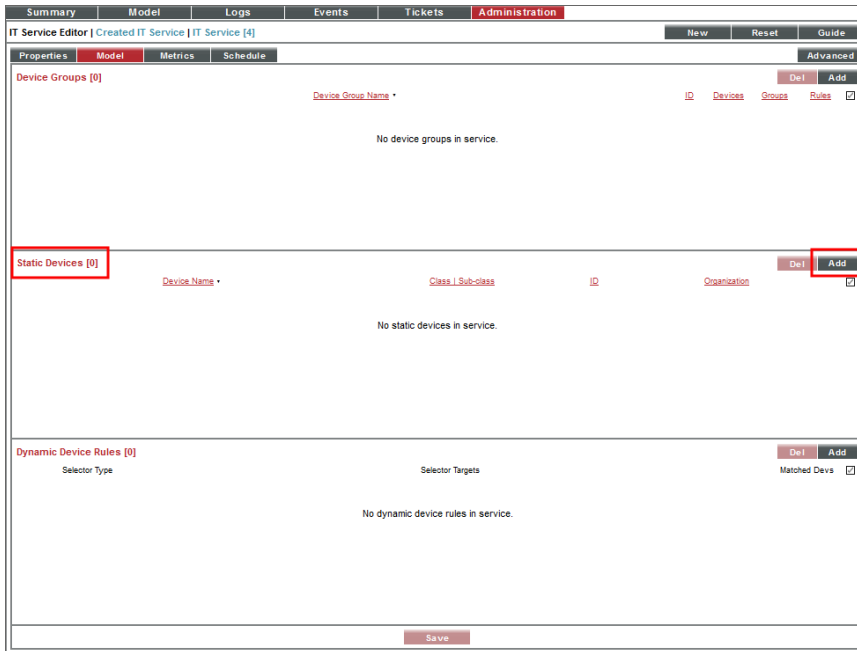 Summary Model Logs Events Tickets Administration
IT Service Editor | Created IT Service | IT Service [4] New Reset Guide
Properties Model Metrics Schedule Advanced
Device Groups [0] Del Add
Device Group Name ID Devices Groups Rules
No device groups in service.
Static Devices [0] Del Add
Device Name Class | Sub-class ID Organization
No static devices in service.
Dynamic Device Rules [0] Del Add
Selector Type Selector Targets Matched Devs
No dynamic device rules in service.
Save